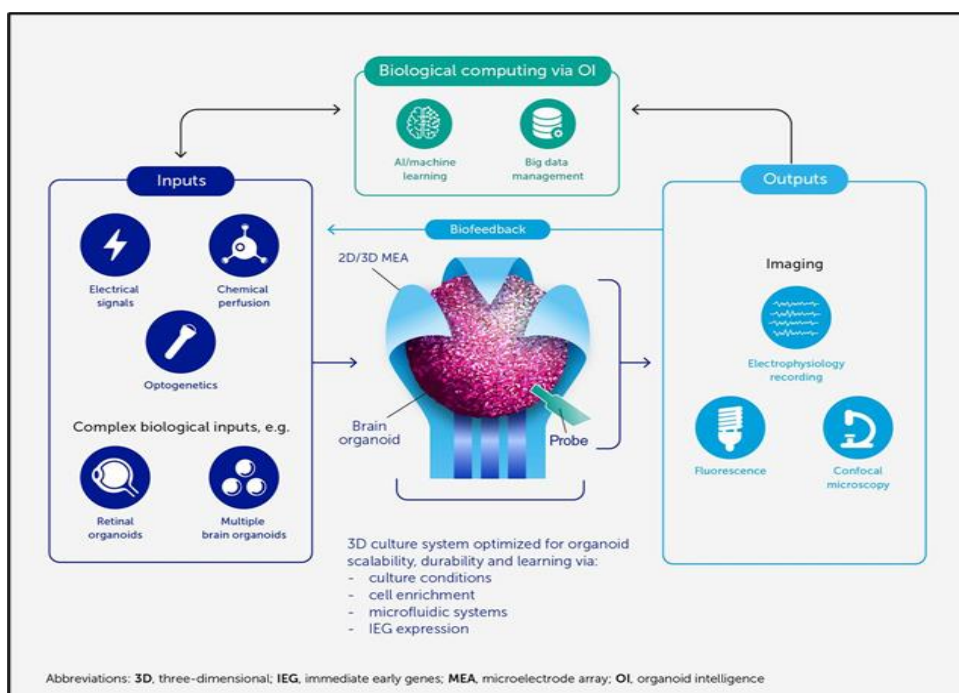 Biological computing via OI
AI/machine
learning
Big data
management
Inputs
Electrical
signals
Chemical
perfusion
Optogenetics
Complex biological inputs, e.g.
Retinal
organoids
Multiple
brain organoids
Biofeedback
2D/3D MEA
Brain
organoid
Probe
3D culture system optimized for organoid
scalability, durability and learning via:
- culture conditions
- cell enrichment
- microfluidic systems
- IEG expression
Outputs
Imaging
Electrophysiology
recording
Fluorescence
Confocal
microscopy
Abbreviations: 3D, three-dimensional; IEG, immediate early genes; MEA, microelectrode array; OI, organoid intelligence